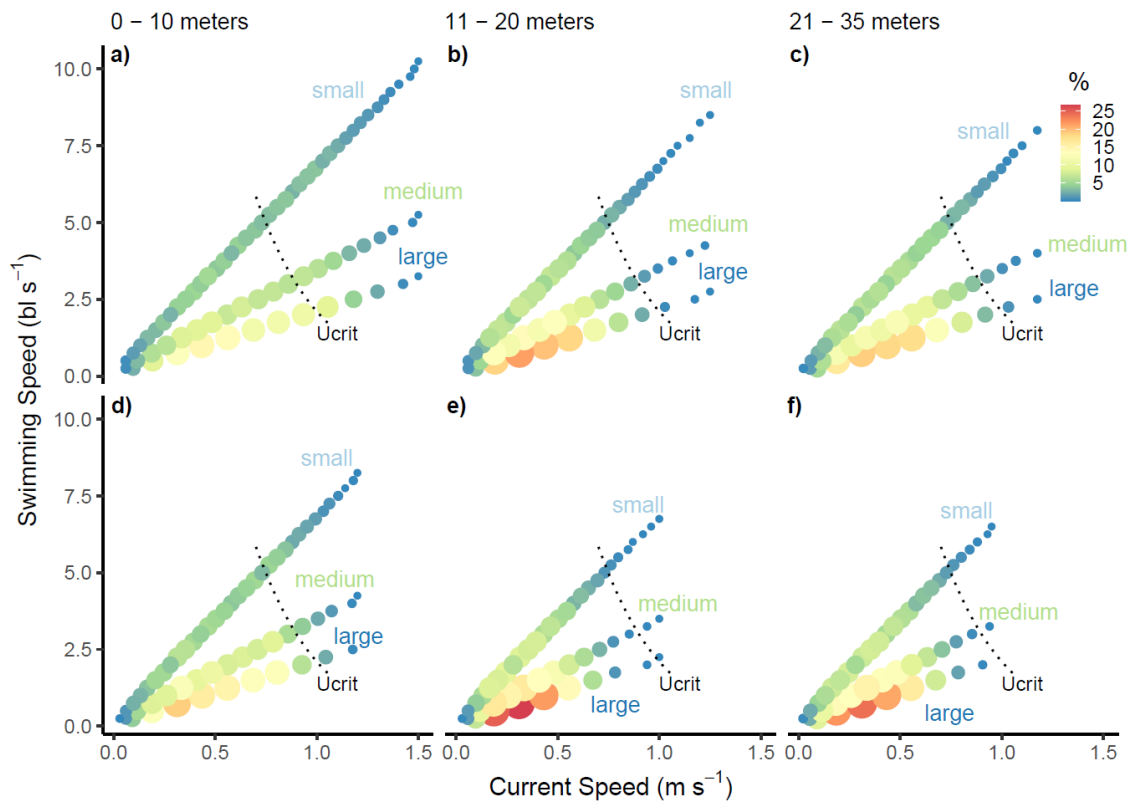 0 – 10 meters
11 – 20 meters
21 – 35 meters
a)
b)
c)
10.0
7.5
5.0
2.5
0.0
small
medium
large
Ucrit
small
medium
large
Ucrit
small
medium
large
Ucrit
%
25
20
15
10
5
Swimming Speed (bl s⁻¹)
d)
e)
f)
10.0
7.5
5.0
2.5
0.0
small
medium
large
Ucrit
small
medium
large
Ucrit
small
medium
large
Ucrit
0.0 0.5 1.0 1.5
0.0 0.5 1.0 1.5
0.0 0.5 1.0 1.5
Current Speed (m s⁻¹)